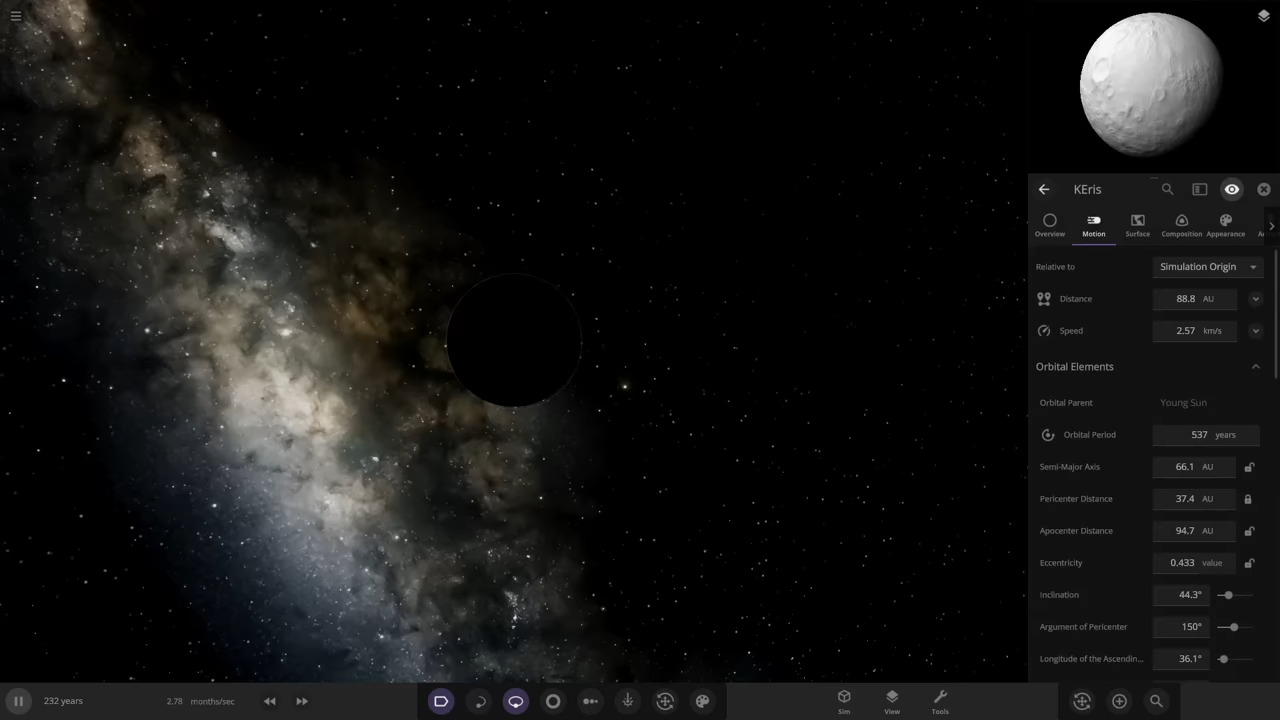 KEris
Overview Motion Surface Composition Appearance
Relative to Simulation Origin
Distance 88.8 AU
Speed 2.57 km/s
Orbital Elements
Orbital Parent Young Sun
Orbital Period 537 years
Semi-Major Axis 66.1 AU
Pericenter Distance 37.4 AU
Apocenter Distance 94.7 AU
Eccentricity 0.433 value
Inclination 44.3°
Argument of Pericenter 150°
Longitude of the Ascendin... 36.1°
232 years 2.78 months/sec Sim View Tools